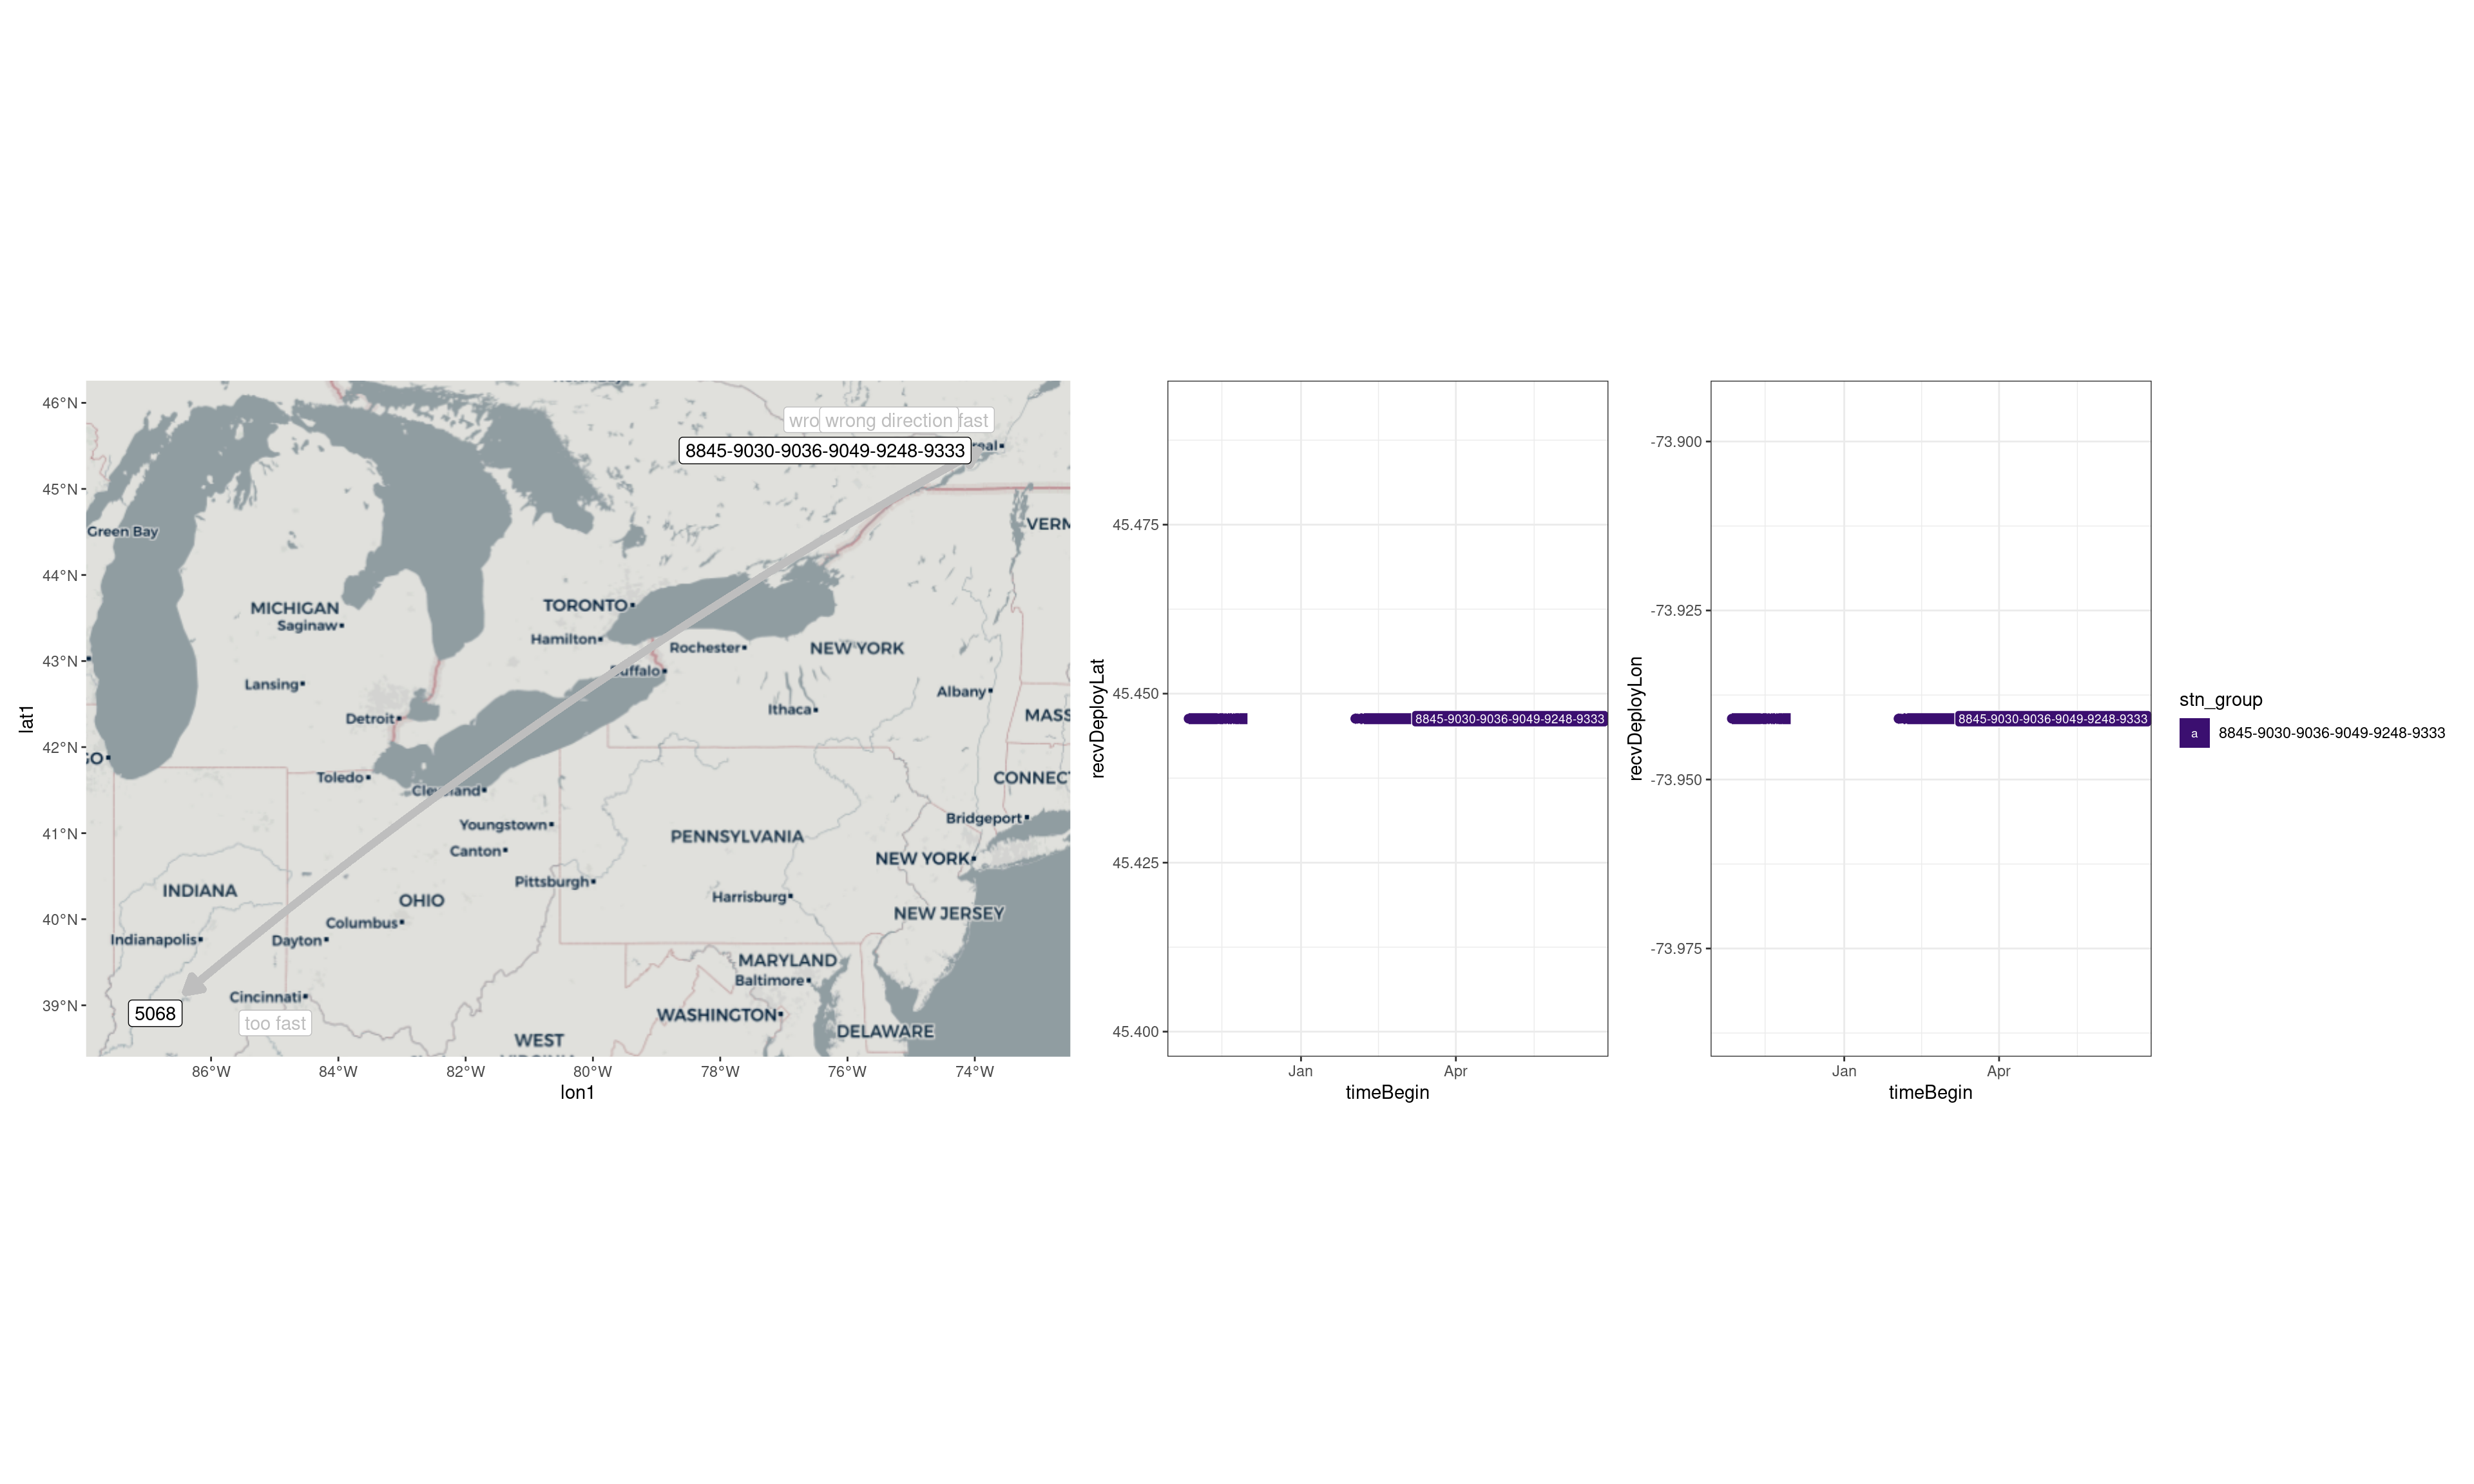 46°N
45°N
44°N
43°N
42°N
41°N
40°N
39°N
lat1
86°W
84°W
82°W
80°W
78°W
76°W
74°W
lon1
wrong direction
fast
8845-9030-9036-9049-9248-9333
Green Bay
VERM
MICHIGAN
Saginaw
TORONTO
Hamilton
Rochester
NEW YORK
Lansing
Buffalo
Albany
Detroit
Ithaca
MASS
Toledo
Cleveland
CONNECT
Youngstown
Bridgeport
Canton
PENNSYLVANIA
NEW YORK
Pittsburgh
INDIANA
OHIO
Harrisburg
Columbus
NEW JERSEY
Indianapolis
Dayton
MARYLAND
Baltimore
Cincinnati
5068
too fast
WASHINGTON
DELAWARE
WEST
recvDeployLat
45.475
45.450
45.425
45.400
8845-9030-9036-9049-9248-9333
Jan
Apr
timeBegin
recvDeployLon
-73.900
-73.925
-73.950
-73.975
8845-9030-9036-9049-9248-9333
Jan
Apr
timeBegin
stn_group
a
8845-9030-9036-9049-9248-9333